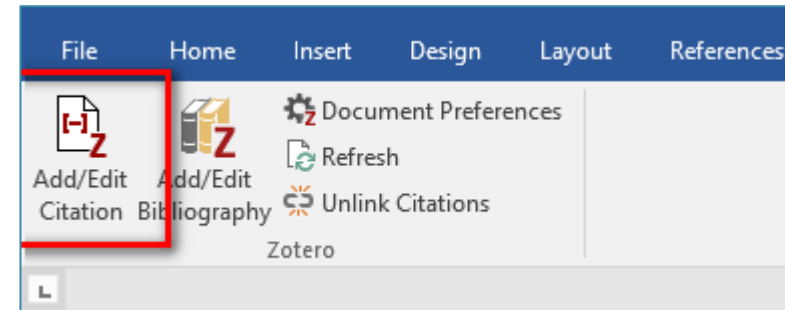 File Home Insert Design Layout References
Add/Edit
Citation
Add/Edit
Bibliography
Document Preferences
Refresh
Unlink Citations
Zotero